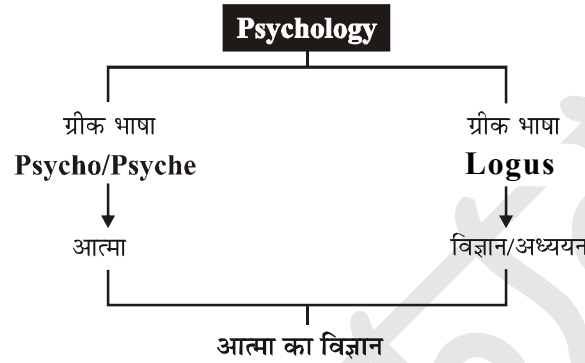 Psychology
ग्रीक भाषा
Psycho/Psyche
आत्मा
ग्रीक भाषा
Logus
विज्ञान/अध्ययन
आत्मा का विज्ञान